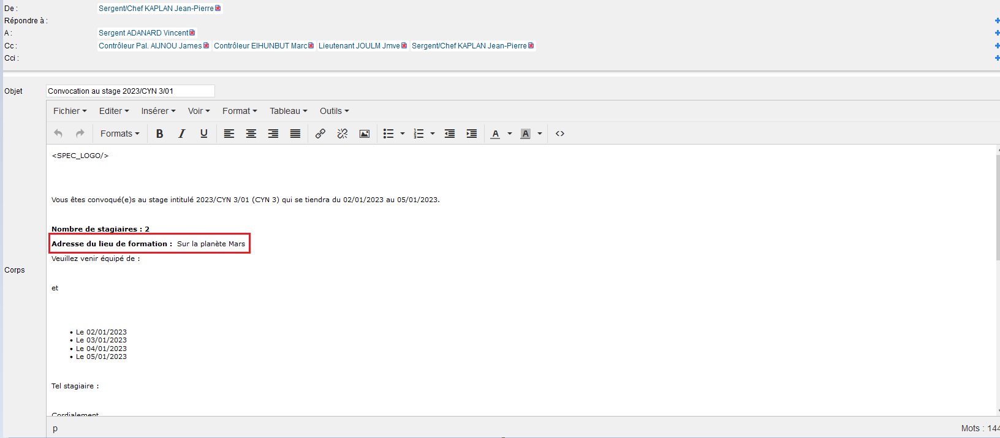 De : Sergent/Chef KAPLAN Jean-Pierre
Répondre à :
A : Sergent ADANARD Vincent
Cc : Contrôleur Pal. AIJNOU James Contrôleur EIHUNBUT Marc Lieutenant JOULM Jmve Sergent/Chef KAPLAN Jean-Pierre
Cci :
Objet Convocation au stage 2023/CYN 3/01
Fichier Editer Insérer Voir Format Tableau Outils
Formats B I U A A <>
<SPEC_LOGO/>
Vous êtes convoqué(e)s au stage intitulé 2023/CYN 3/01 (CYN 3) qui se tiendra du 02/01/2023 au 05/01/2023.
Nombre de stagiaires : 2
Adresse du lieu de formation : Sur la planète Mars
Veuillez venir équipé de :
Corps
et
• Le 02/01/2023
• Le 03/01/2023
• Le 04/01/2023
• Le 05/01/2023
Tel stagiaire :
Cordialement
p Mots : 144